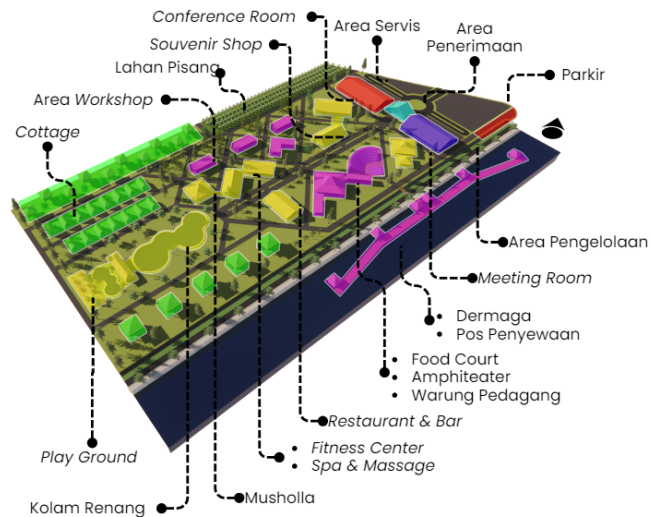 Conference Room
Area Servis
Area
Penerimaan
Souvenir Shop
Lahan Pisang
Parkir
Area Workshop
Cottage
Area Pengelolaan
Meeting Room
• Dermaga
• Pos Penyewaan
• Food Court
• Amphiteater
• Warung Pedagang
Restaurant & Bar
• Fitness Center
• Spa & Massage
Play Ground
Musholla
Kolam Renang